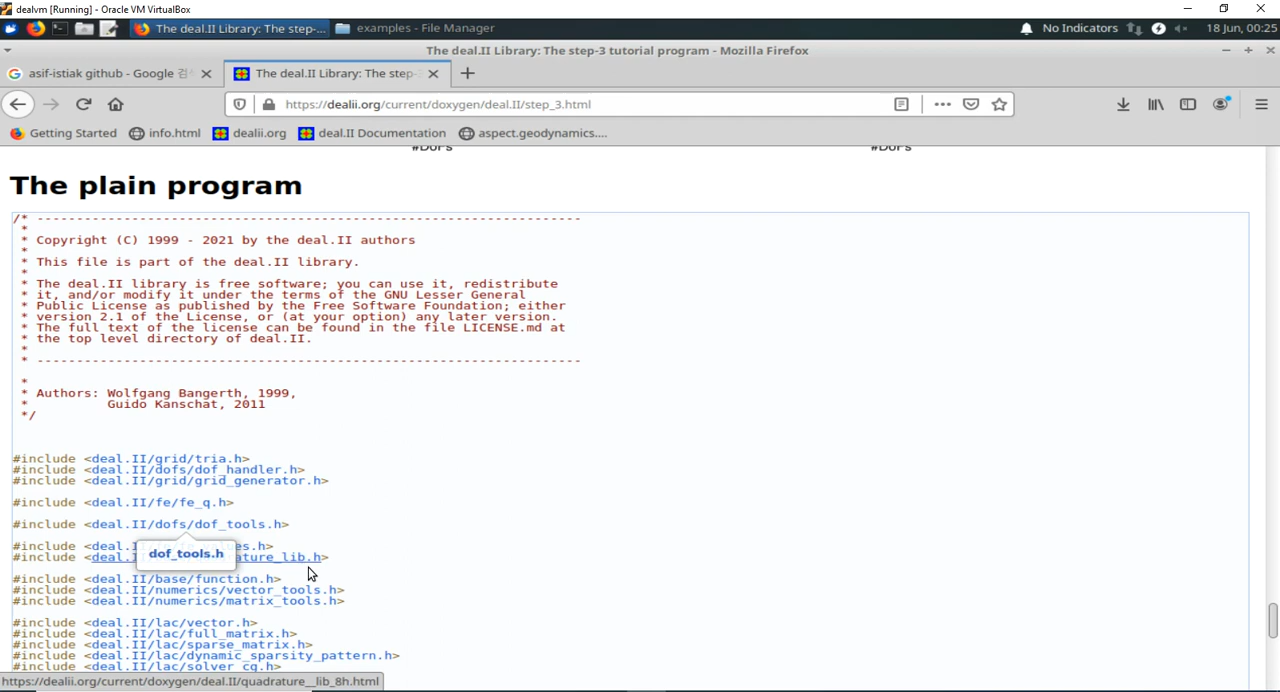 dealvm [Running] - Oracle VM VirtualBox
The deal.II Library: The step-... examples - File Manager No Indicators 18 Jun, 00:25
The deal.II Library: The step-3 tutorial program - Mozilla Firefox
asif-istiak github - Google 검 The deal.II Library: The step-
https://dealii.org/current/doxygen/deal.II/step_3.html
Getting Started info.html dealii.org deal.II Documentation aspect.geodynamics....
#DoFs #DoFs
The plain program
/* ---------------------------------------------------------------------
*
* Copyright (C) 1999 - 2021 by the deal.II authors
*
* This file is part of the deal.II library.
*
* The deal.II library is free software; you can use it, redistribute
* it, and/or modify it under the terms of the GNU Lesser General
* Public License as published by the Free Software Foundation; either
* version 2.1 of the License, or (at your option) any later version.
* The full text of the license can be found in the file LICENSE.md at
* the top level directory of deal.II.
*
* ---------------------------------------------------------------------
*
* Authors: Wolfgang Bangerth, 1999,
* Guido Kanschat, 2011
*/
#include <deal.II/grid/tria.h>
#include <deal.II/dofs/dof_handler.h>
#include <deal.II/grid/grid_generator.h>
#include <deal.II/fe/fe_q.h>
#include <deal.II/dofs/dof_tools.h>
#include <deal. ues.h>
dof_tools.h
#include <deal.I ature_lib.h>
#include <deal.II/base/function.h>
#include <deal.II/numerics/vector_tools.h>
#include <deal.II/numerics/matrix_tools.h>
#include <deal.II/lac/vector.h>
#include <deal.II/lac/full_matrix.h>
#include <deal.II/lac/sparse_matrix.h>
#include <deal.II/lac/dynamic_sparsity_pattern.h>
#include <deal.II/lac/solver_cg.h>
https://dealii.org/current/doxygen/deal.II/quadrature__lib_8h.html